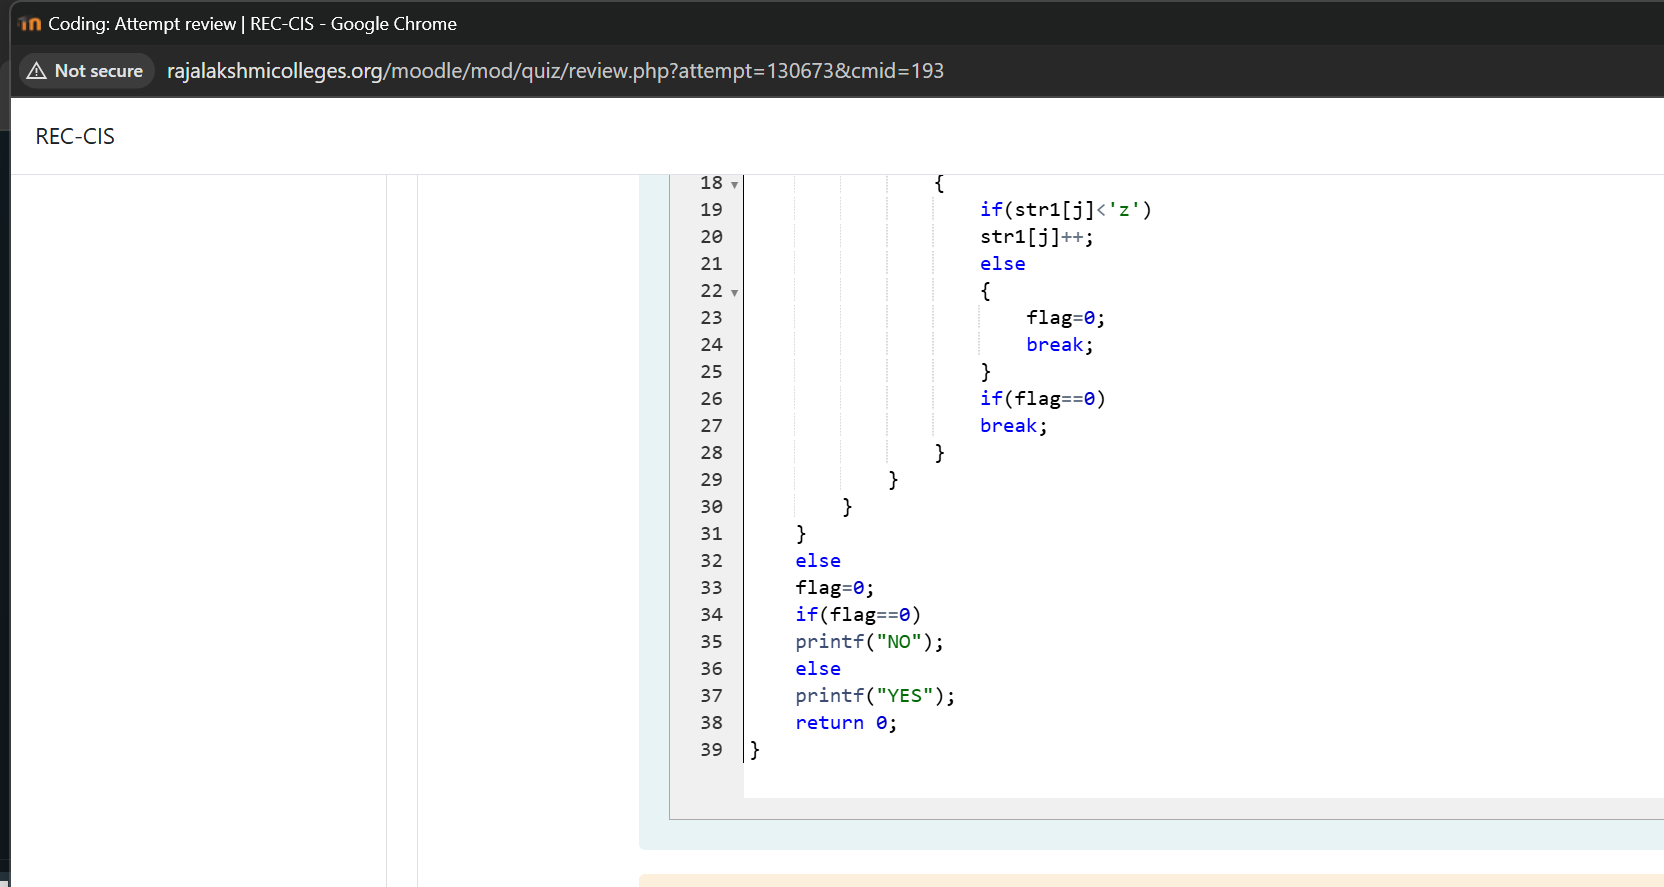 Coding: Attempt review | REC-CIS - Google Chrome
Not secure rajalakshmicolleges.org/moodle/mod/quiz/review.php?attempt=130673&cmid=193
REC-CIS
18 {
19 if(str1[j]<'z')
20 str1[j]++;
21 else
22 {
23 flag=0;
24 break;
25 }
26 if(flag==0)
27 break;
28 }
29 }
30 }
31 }
32 else
33 flag=0;
34 if(flag==0)
35 printf("NO");
36 else
37 printf("YES");
38 return 0;
39 }